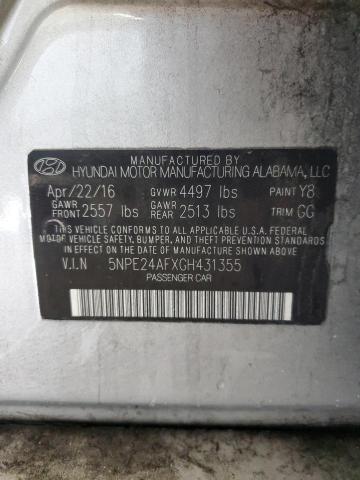 MANUFACTURED BY
HYUNDAI MOTOR MANUFACTURING ALABAMA, LLC
Apr/22/16 GVWR 4497 lbs PAINT Y8
GAWR FRONT 2557 lbs GAWR REAR 2513 lbs TRIM GG
THIS VEHICLE CONFORMS TO ALL APPLICABLE U.S.A. FEDERAL
MOTOR VEHICLE SAFETY, BUMPER, AND THEFT PREVENTION STANDARDS
IN EFFECT ON THE DATE OF MANUFACTURE SHOWN ABOVE.
V.I.N 5NPE24AFXGH431355
PASSENGER CAR